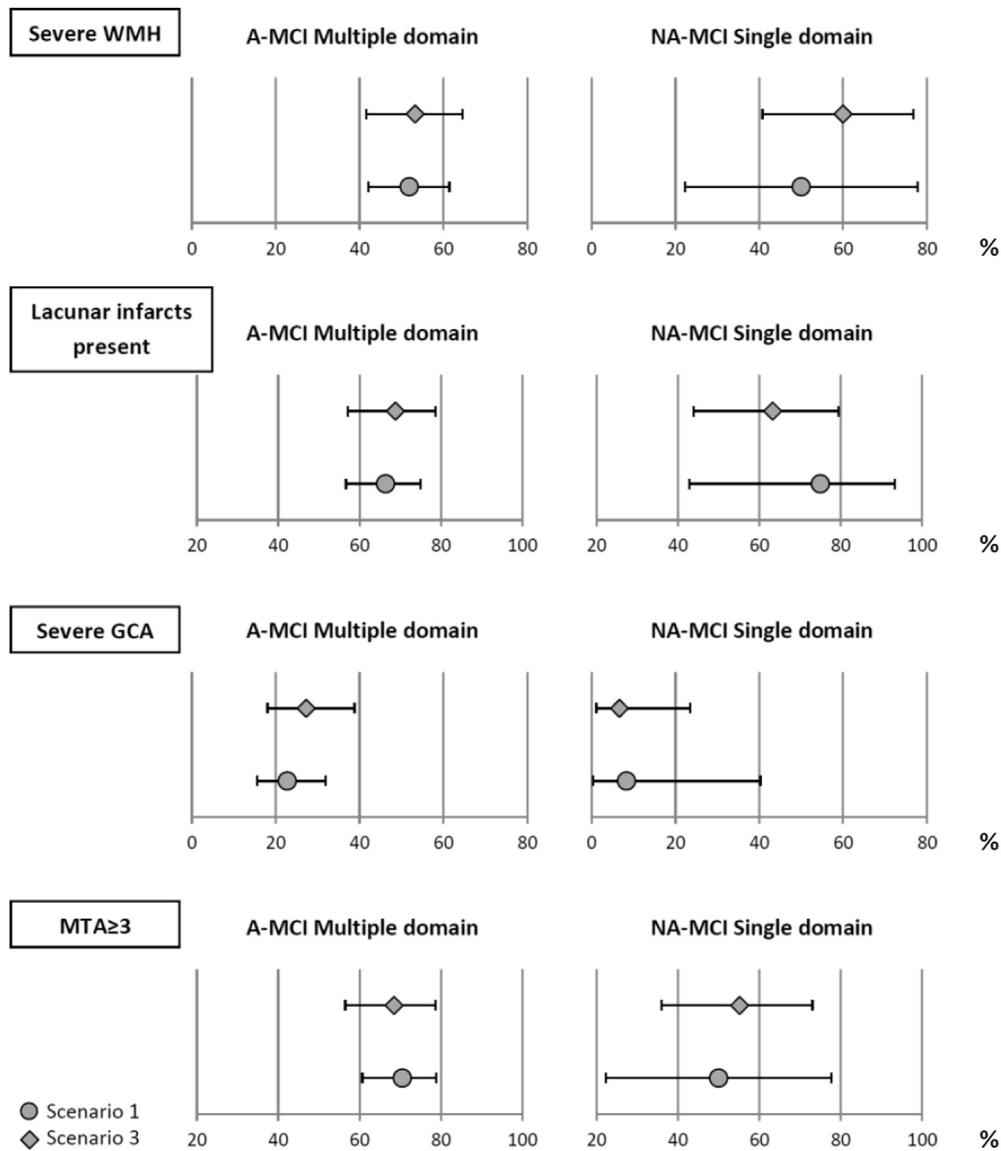 Severe WMH
A-MCI Multiple domain
NA-MCI Single domain
0 20 40 60 80
0 20 40 60 80 %
Lacunar infarcts
present
A-MCI Multiple domain
NA-MCI Single domain
20 40 60 80 100
20 40 60 80 100 %
Severe GCA
A-MCI Multiple domain
NA-MCI Single domain
0 20 40 60 80
0 20 40 60 80 %
MTA≥3
A-MCI Multiple domain
NA-MCI Single domain
Scenario 1
Scenario 3
20 40 60 80 100
20 40 60 80 100 %